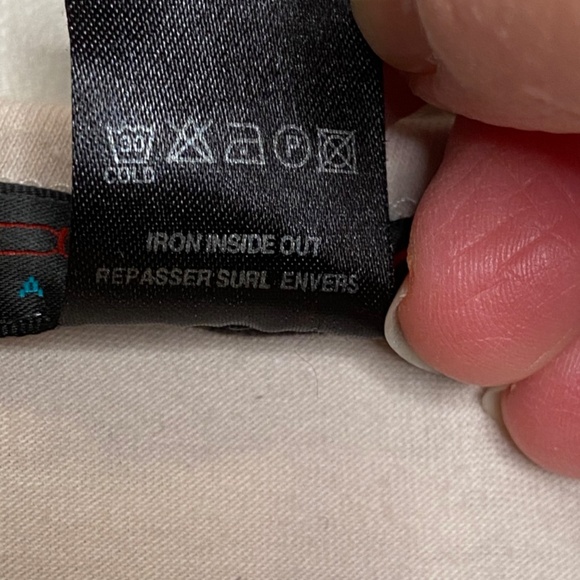 30 P
COLD
IRON INSIDE OUT
REPASSER SURL ENVERS
A